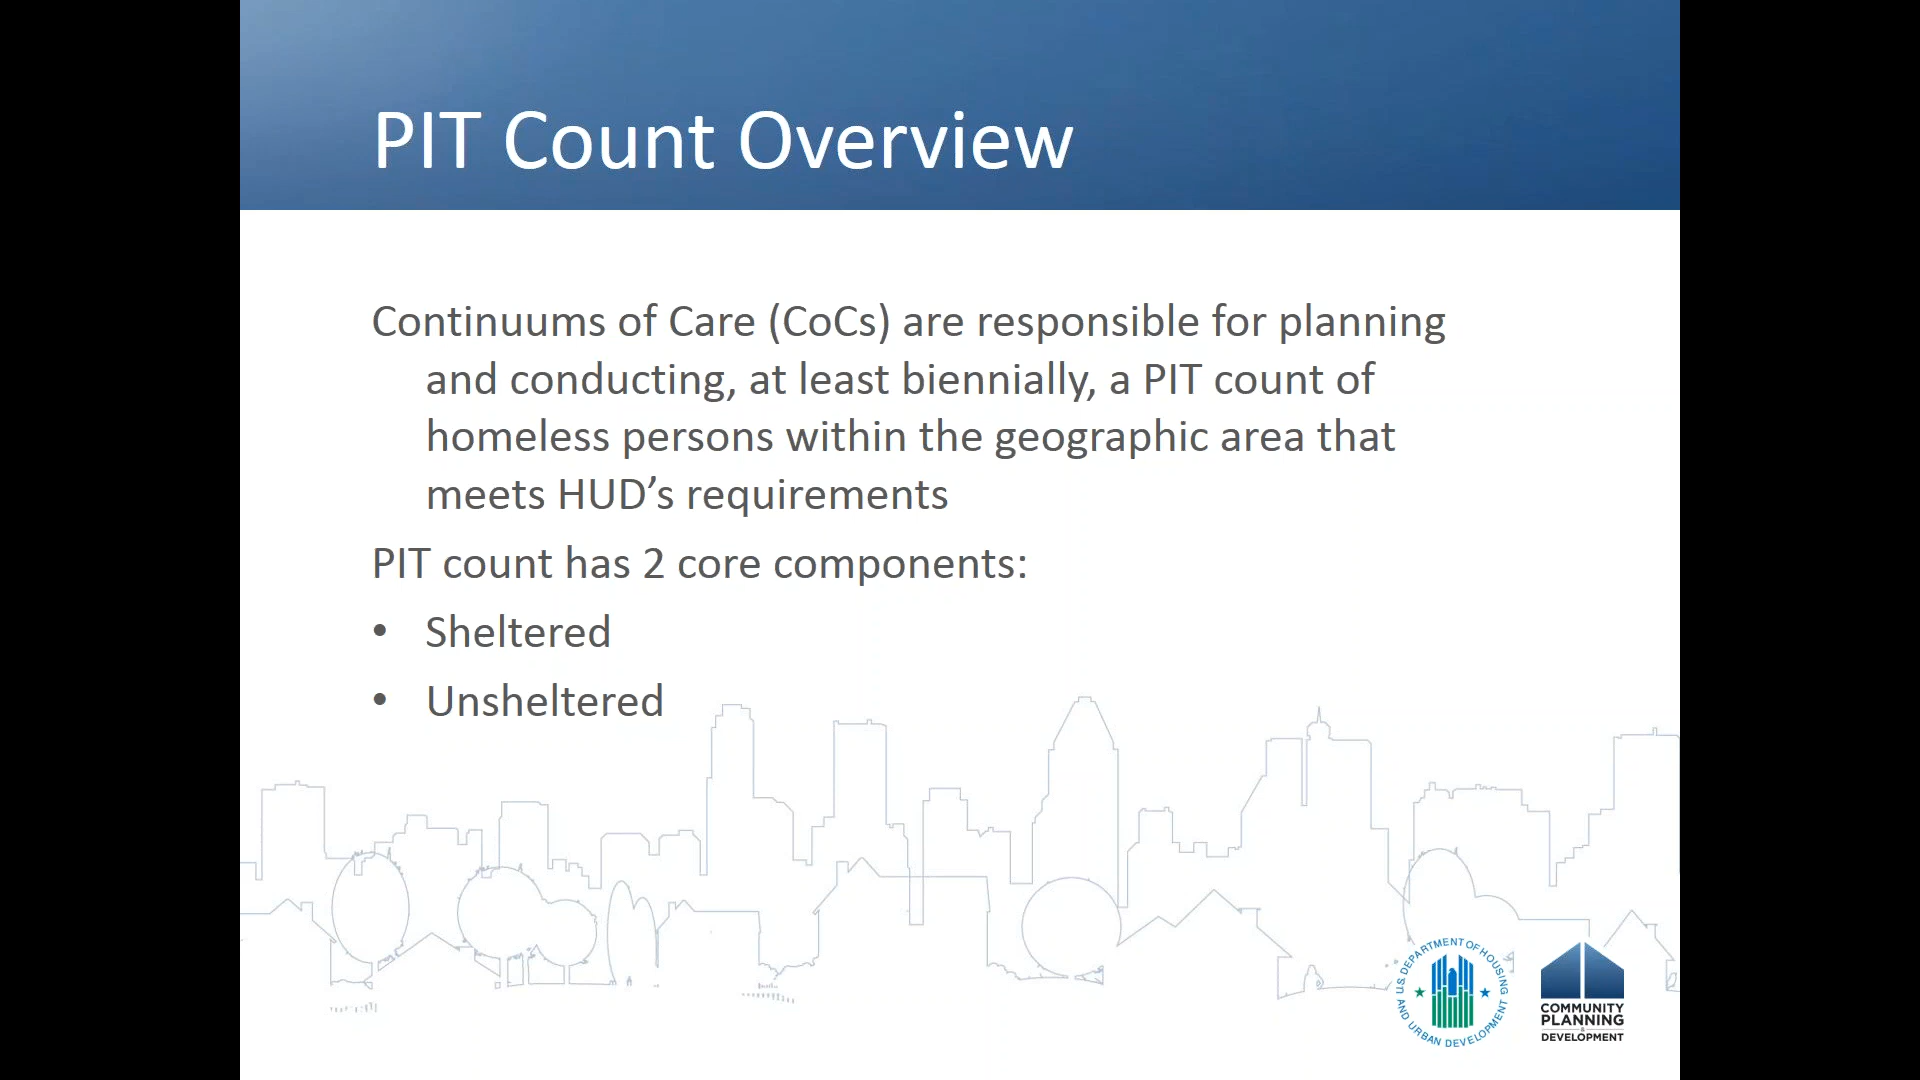 PIT Count Overview
Continuums of Care (CoCs) are responsible for planning
and conducting, at least biennially, a PIT count of
homeless persons within the geographic area that
meets HUD’s requirements
PIT count has 2 core components:
• Sheltered
• Unsheltered
U.S. DEPARTMENT OF HOUSING
AND URBAN DEVELOPMENT
COMMUNITY
PLANNING
&
DEVELOPMENT